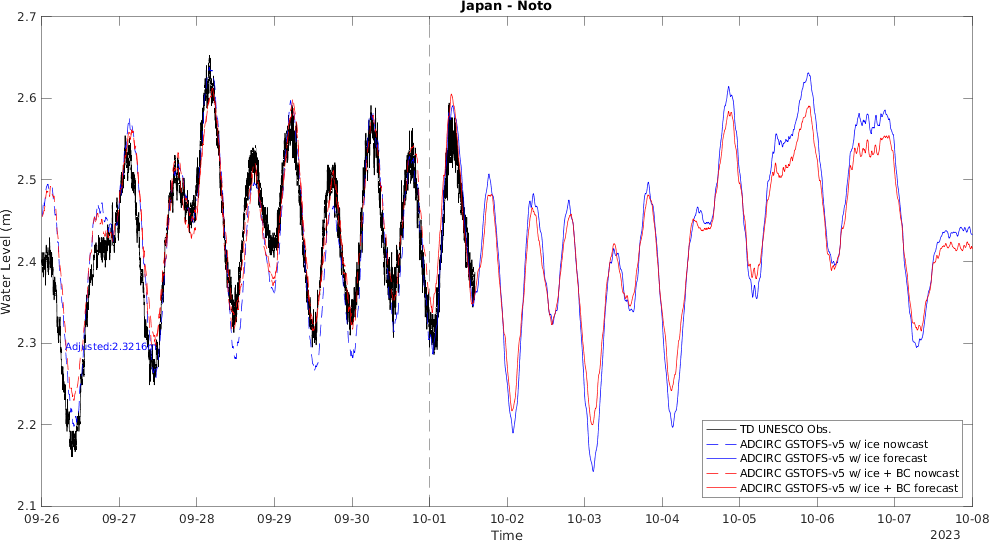 Japan - Noto
2.7
2.6
2.5
2.4
2.3
2.2
2.1
Water Level (m)
Adjusted:2.3216
TD UNESCO Obs.
ADCIRC GSTOFS-v5 w/ ice nowcast
ADCIRC GSTOFS-v5 w/ ice forecast
ADCIRC GSTOFS-v5 w/ ice + BC nowcast
ADCIRC GSTOFS-v5 w/ ice + BC forecast
09-26 09-27 09-28 09-29 09-30 10-01 10-02 10-03 10-04 10-05 10-06 10-07 10-08
Time
2023